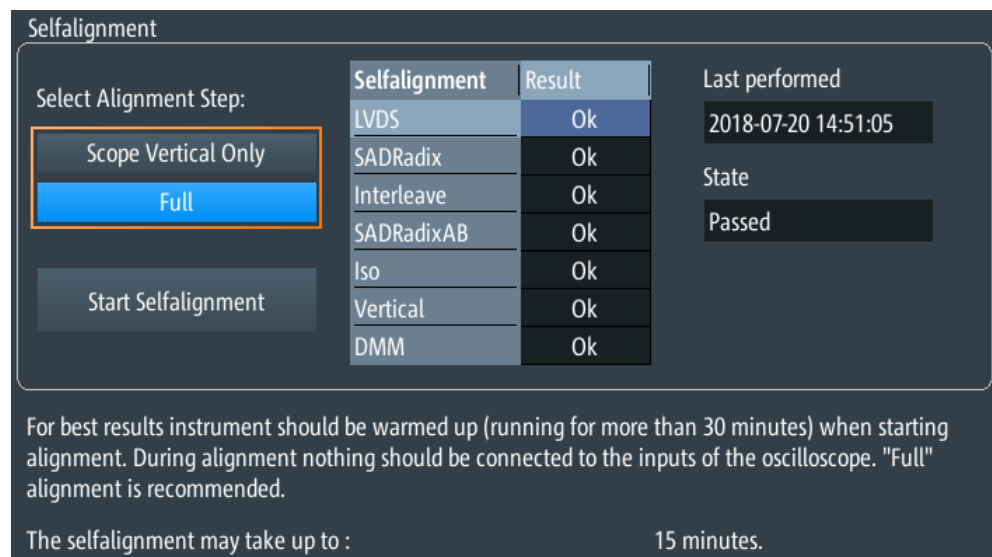 Selfalignment
Select Alignment Step:
Scope Vertical Only
Full
Start Selfalignment
Selfalignment Result
LVDS Ok
SADRadix Ok
Interleave Ok
SADRadixAB Ok
Iso Ok
Vertical Ok
DMM Ok
Last performed
2018-07-20 14:51:05
State
Passed
For best results instrument should be warmed up (running for more than 30 minutes) when starting
alignment. During alignment nothing should be connected to the inputs of the oscilloscope. "Full"
alignment is recommended.
The selfalignment may take up to : 15 minutes.